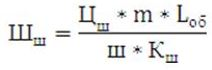 Шш = Цш * m * Lоб / ш * Кш